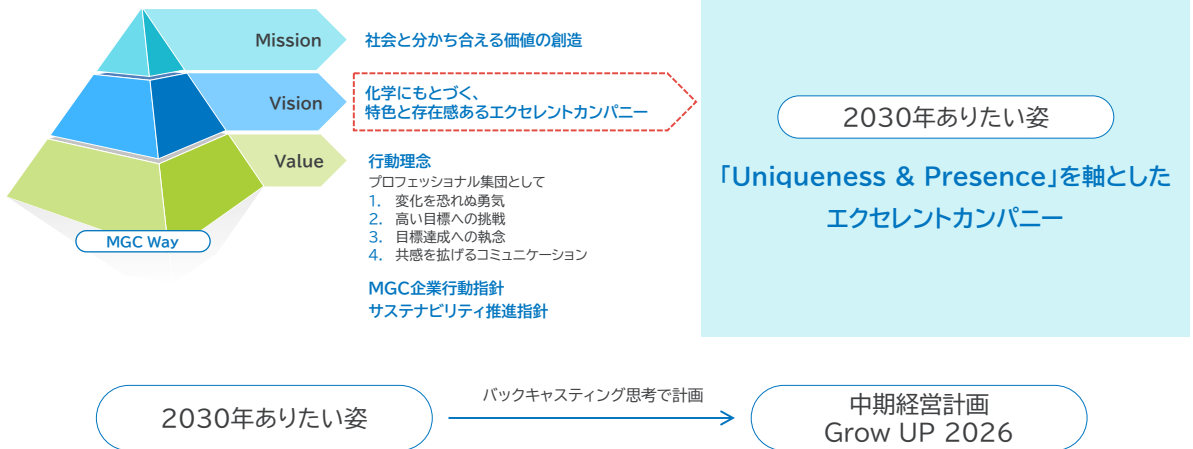 Mission
社会と分かち合える価値の創造
Vision
化学にもとづく、
特色と存在感あるエクセレントカンパニー
Value
行動理念
プロフェッショナル集団として
1. 変化を恐れぬ勇気
2. 高い目標への挑戦
3. 目標達成への執念
4. 共感を拡げるコミュニケーション
MGC企業行動指針
サステナビリティ推進指針
MGC Way
2030年ありたい姿
「Uniqueness & Presence」を軸とした
エクセレントカンパニー
2030年ありたい姿
バックキャスティング思考で計画
中期経営計画
Grow UP 2026